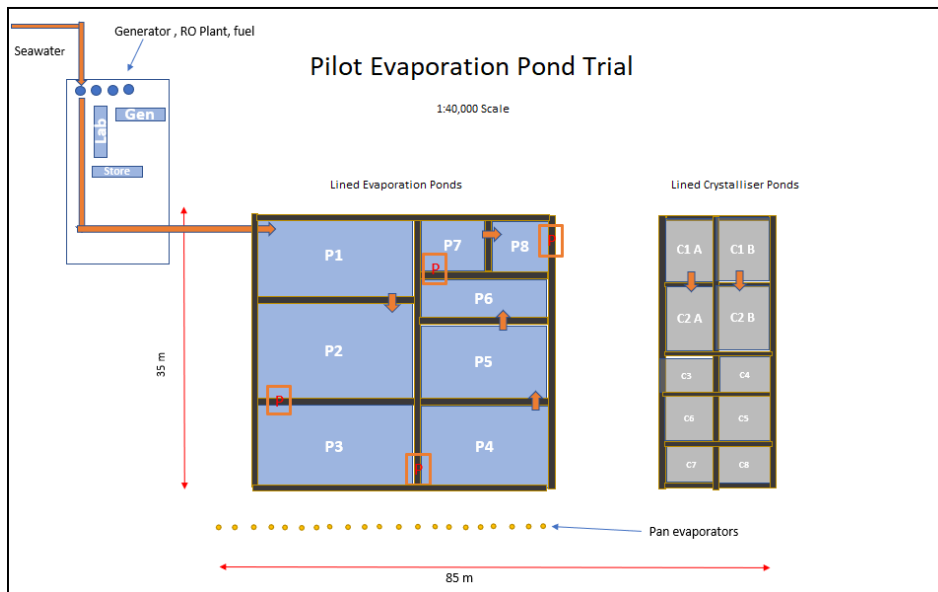 Generator , RO Plant, fuel
Seawater
Pilot Evaporation Pond Trial
1:40,000 Scale
Gen
Lab
Store
Lined Evaporation Ponds
Lined Crystalliser Ponds
P1
P7
P8
P
C1 A
C1 B
P
P6
P2
C2 A
C2 B
P5
35 m
C3
C4
P
P3
P4
C6
C5
P
C7
C8
Pan evaporators
85 m